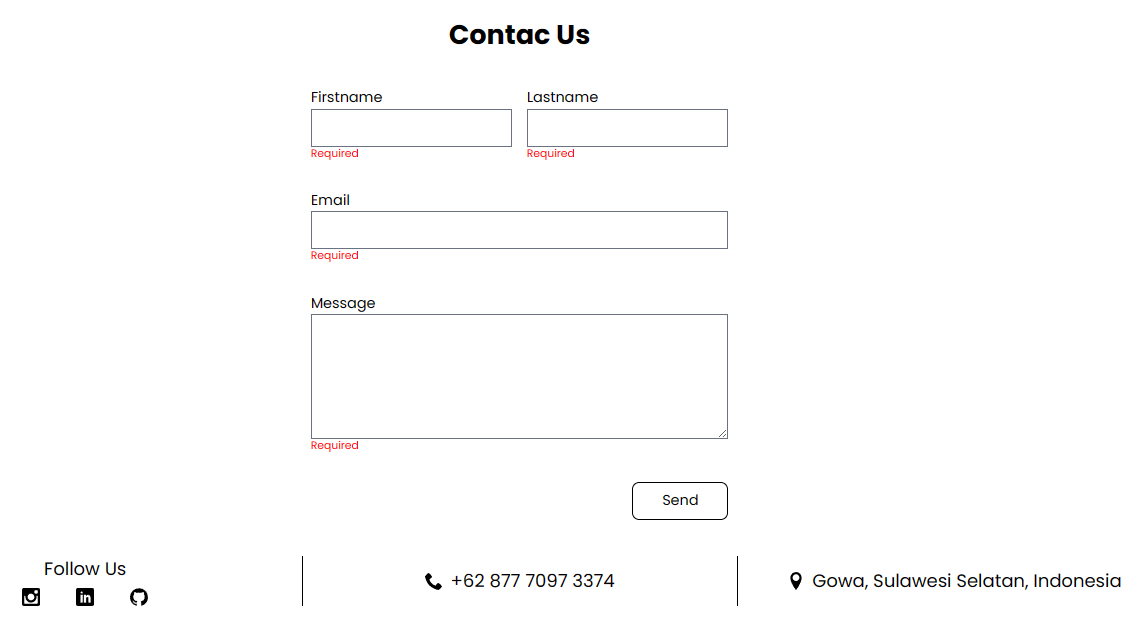 Contac Us
Firstname
Lastname
Required
Required
Email
Required
Message
Required
Send
Follow Us
+62 877 7097 3374
Gowa, Sulawesi Selatan, Indonesia